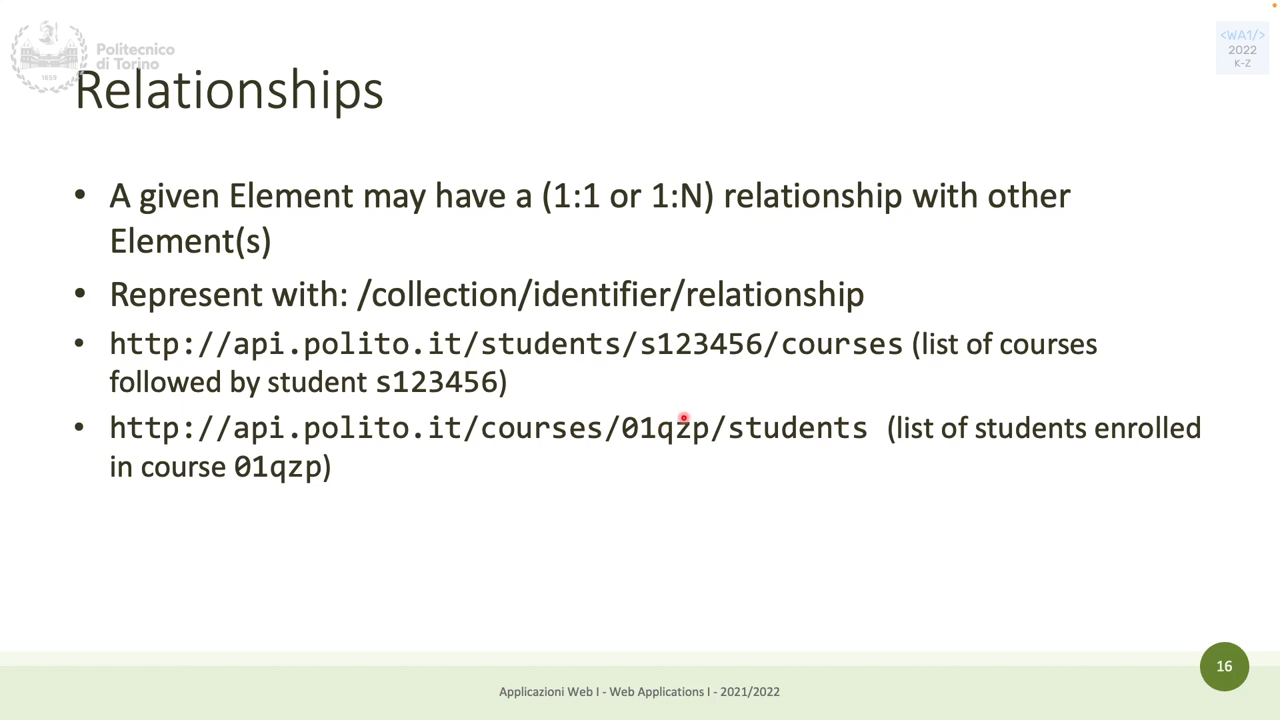 Politecnico
di Torino
1859
<WA1/>
2022
K-Z
Relationships
• A given Element may have a (1:1 or 1:N) relationship with other
Element(s)
• Represent with: /collection/identifier/relationship
• http://api.polito.it/students/s123456/courses (list of courses
followed by student s123456)
• http://api.polito.it/courses/01qzp/students (list of students enrolled
in course 01qzp)
16
Applicazioni Web I - Web Applications I - 2021/2022